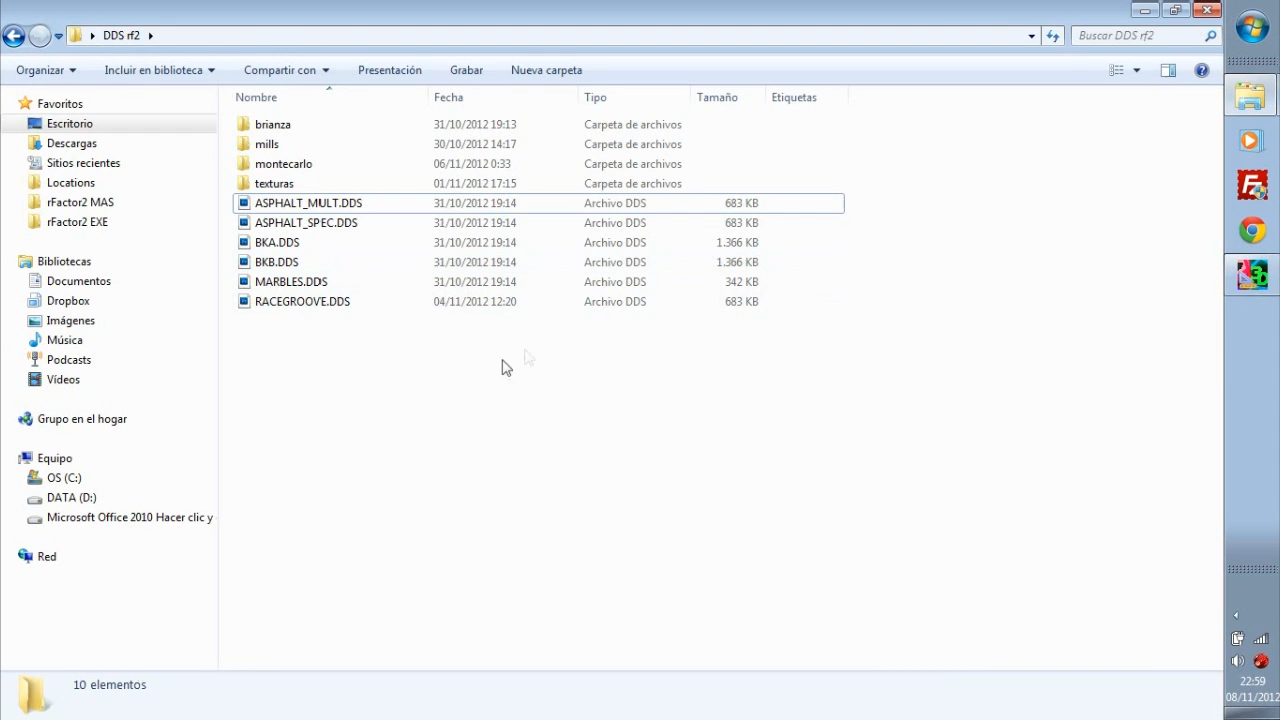 DDS rf2
Buscar DDS rf2
Organizar Incluir en biblioteca Compartir con Presentación Grabar Nueva carpeta
Nombre Fecha Tipo Tamaño Etiquetas
Favoritos
Escritorio
Descargas
Sitios recientes
Locations
rFactor2 MAS
rFactor2 EXE
Bibliotecas
Documentos
Dropbox
Imágenes
Música
Podcasts
Vídeos
Grupo en el hogar
Equipo
OS (C:)
DATA (D:)
Microsoft Office 2010 Hacer clic y
Red
brianza 31/10/2012 19:13 Carpeta de archivos
mills 30/10/2012 14:17 Carpeta de archivos
montecarlo 06/11/2012 0:33 Carpeta de archivos
texturas 01/11/2012 17:15 Carpeta de archivos
ASPHALT_MULT.DDS 31/10/2012 19:14 Archivo DDS 683 KB
ASPHALT_SPEC.DDS 31/10/2012 19:14 Archivo DDS 683 KB
BKA.DDS 31/10/2012 19:14 Archivo DDS 1.366 KB
BKB.DDS 31/10/2012 19:14 Archivo DDS 1.366 KB
MARBLES.DDS 31/10/2012 19:14 Archivo DDS 342 KB
RACEGROOVE.DDS 04/11/2012 12:20 Archivo DDS 683 KB
10 elementos
22:59
08/11/2012